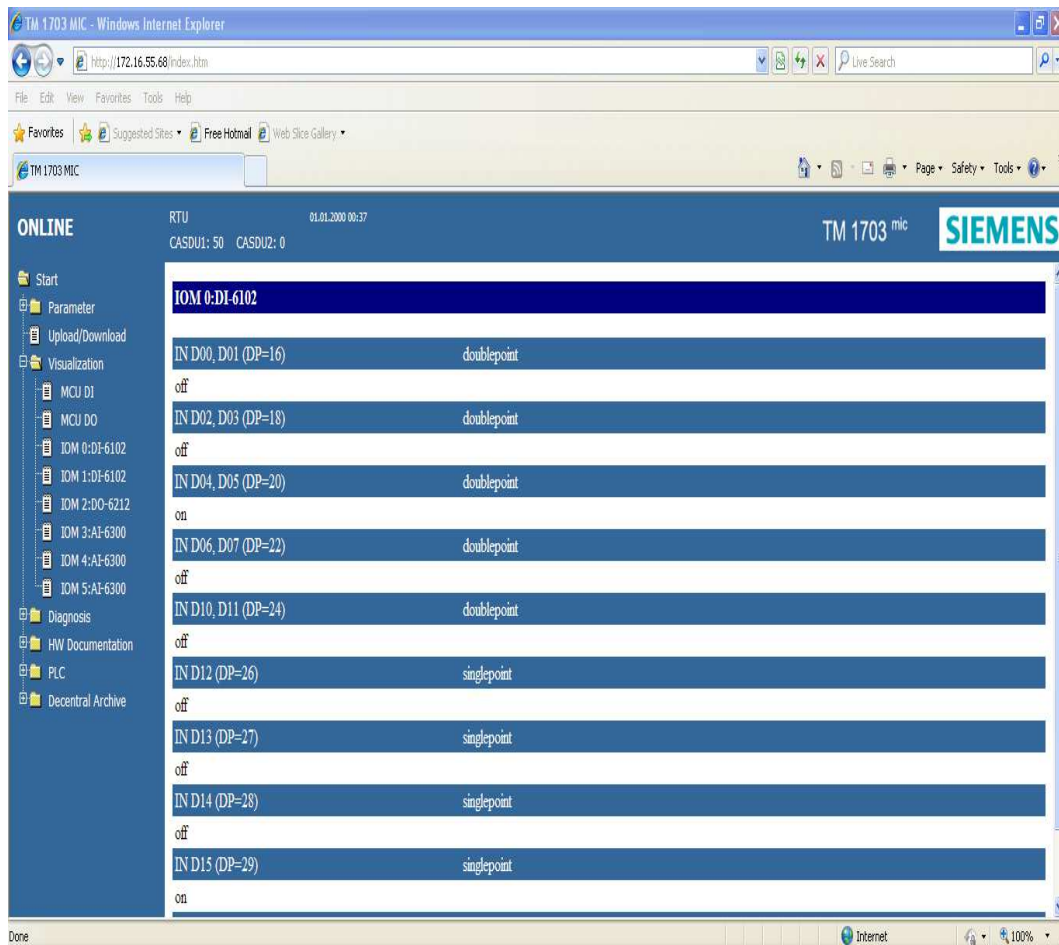 TM 1703 MIC - Windows Internet Explorer
http://172.16.55.68/index.htm
Live Search
File Edit View Favorites Tools Help
Favorites Suggested Sites Free Hotmail Web Slice Gallery
TM 1703 MIC
Page Safety Tools
ONLINE
RTU 01.01.2000 00:37
CASDU1: 50 CASDU2: 0
TM 1703 mic
SIEMENS
Start
Parameter
Upload/Download
Visualization
MCU DI
MCU DO
IOM 0:DI-6102
IOM 1:DI-6102
IOM 2:DO-6212
IOM 3:AI-6300
IOM 4:AI-6300
IOM 5:AI-6300
Diagnosis
HW Documentation
PLC
Decentral Archive
IOM 0:DI-6102
IN D00, D01 (DP=16) doublepoint
off
IN D02, D03 (DP=18) doublepoint
off
IN D04, D05 (DP=20) doublepoint
on
IN D06, D07 (DP=22) doublepoint
off
IN D10, D11 (DP=24) doublepoint
off
IN D12 (DP=26) singlepoint
off
IN D13 (DP=27) singlepoint
off
IN D14 (DP=28) singlepoint
off
IN D15 (DP=29) singlepoint
on
Done
Internet
100%